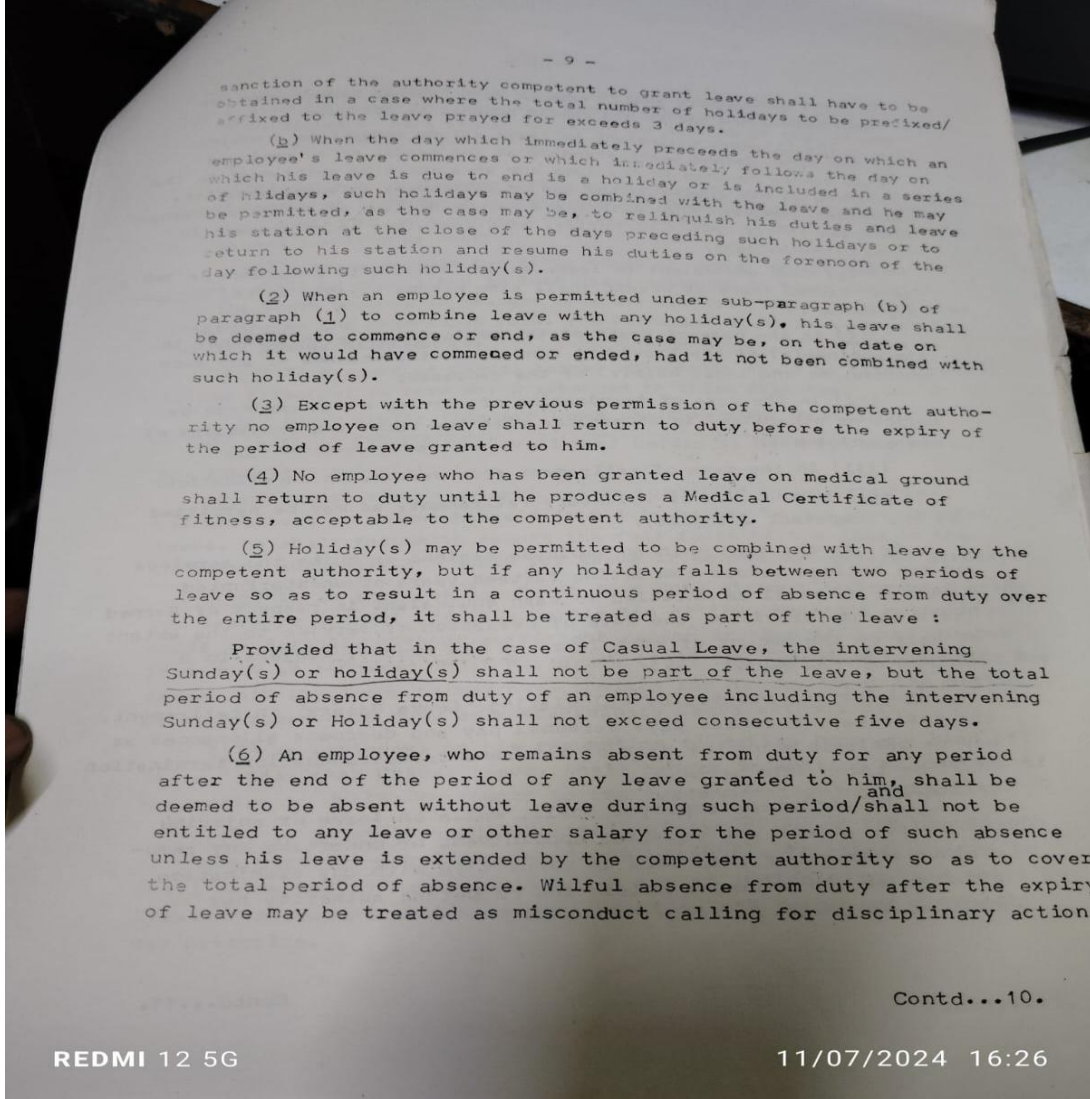 - 9 -
sanction of the authority competent to grant leave shall have to be
obtained in a case where the total number of holidays to be prefixed/
affixed to the leave prayed for exceeds 3 days.
(b) When the day which immediately preceeds the day on which an
employee's leave commences or which immediately follows the day on
which his leave is due to end is a holiday or is included in a series
of hlidays, such holidays may be combined with the leave and he may
be permitted, as the case may be, to relinquish his duties and leave
his station at the close of the days preceding such holidays or to
return to his station and resume his duties on the forenoon of the
day following such holiday(s).
(2) When an employee is permitted under sub-paragraph (b) of
paragraph (1) to combine leave with any holiday(s). his leave shall
be deemed to commence or end, as the case may be, on the date on
which it would have commened or ended, had it not been combined with
such holiday(s).
(3) Except with the previous permission of the competent autho-
rity no employee on leave shall return to duty before the expiry of
the period of leave granted to him.
(4) No employee who has been granted leave on medical ground
shall return to duty until he produces a Medical Certificate of
fitness, acceptable to the competent authority.
(5) Holiday(s) may be permitted to be combined with leave by the
competent authority, but if any holiday falls between two periods of
leave so as to result in a continuous period of absence from duty over
the entire period, it shall be treated as part of the leave :
Provided that in the case of Casual Leave, the intervening
Sunday(s) or holiday(s) shall not be part of the leave, but the total
period of absence from duty of an employee including the intervening
Sunday(s) or Holiday(s) shall not exceed consecutive five days.
(6) An employee, who remains absent from duty for any period
after the end of the period of any leave granted to him, shall be
and
deemed to be absent without leave during such period/shall not be
entitled to any leave or other salary for the period of such absence
unless his leave is extended by the competent authority so as to cover
the total period of absence. Wilful absence from duty after the expiry
of leave may be treated as misconduct calling for disciplinary action
Contd...10.
REDMI 12 5G
11/07/2024 16:26